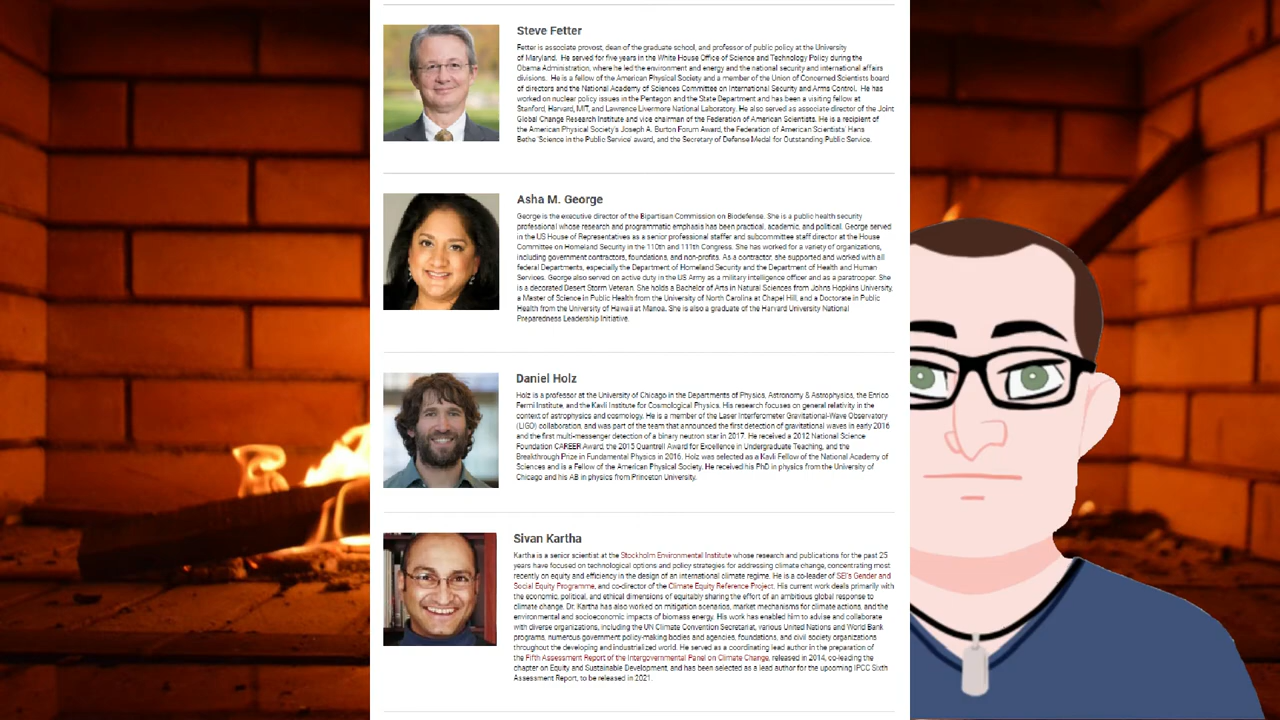 Steve Fetter
Fetter is associate provost, dean of the graduate school, and professor of public policy at the University
of Maryland. He served for five years in the White House Office of Science and Technology Policy during the
Obama Administration, where he led the environment and energy and the national security and international affairs
divisions. He is a fellow of the American Physical Society and a member of the Union of Concerned Scientists board
of directors and the National Academy of Sciences Committee on International Security and Arms Control. He has
worked on nuclear policy issues in the Pentagon and the State Department and has been a visiting fellow at
Stanford, Harvard, MIT, and Lawrence Livermore National Laboratory. He also served as associate director of the Joint
Global Change Research Institute and vice chairman of the Federation of American Scientists. He is a recipient of
the American Physical Society's Joseph A. Burton Forum Award, the Federation of American Scientists' Hans
Bethe 'Science in the Public Service' award, and the Secretary of Defense Medal for Outstanding Public Service.
Asha M. George
George is the executive director of the Bipartisan Commission on Biodefense. She is a public health security
professional whose research and programmatic emphasis has been practical, academic, and political. George served
in the US House of Representatives as a senior professional staffer and subcommittee staff director at the House
Committee on Homeland Security in the 110th and 111th Congress. She has worked for a variety of organizations,
including government contractors, foundations, and non-profits. As a contractor, she supported and worked with all
federal Departments, especially the Department of Homeland Security and the Department of Health and Human
Services. George also served on active duty in the US Army as a military intelligence officer and as a paratrooper. She
is a decorated Desert Storm Veteran. She holds a Bachelor of Arts in Natural Sciences from Johns Hopkins University,
a Master of Science in Public Health from the University of North Carolina at Chapel Hill, and a Doctorate in Public
Health from the University of Hawaii at Manoa. She is also a graduate of the Harvard University National
Preparedness Leadership Initiative.
Daniel Holz
Holz is a professor at the University of Chicago in the Departments of Physics, Astronomy & Astrophysics, the Enrico
Fermi Institute, and the Kavli Institute for Cosmological Physics. His research focuses on general relativity in the
context of astrophysics and cosmology. He is a member of the Laser Interferometer Gravitational-Wave Observatory
(LIGO) collaboration, and was part of the team that announced the first detection of gravitational waves in early 2016
and the first multi-messenger detection of a binary neutron star in 2017. He received a 2012 National Science
Foundation CAREER Award, the 2015 Quantrell Award for Excellence in Undergraduate Teaching, and the
Breakthrough Prize in Fundamental Physics in 2016. Holz was selected as a Kavli Fellow of the National Academy of
Sciences and is a Fellow of the American Physical Society. He received his PhD in physics from the University of
Chicago and his AB in physics from Princeton University.
Sivan Kartha
Kartha is a senior scientist at the Stockholm Environmental Institute whose research and publications for the past 25
years have focused on technological options and policy strategies for addressing climate change, concentrating most
recently on equity and efficiency in the design of an international climate regime. He is a co-leader of SEI's Gender and
Social Equity Programme, and co-director of the Climate Equity Reference Project. His current work deals primarily with
the economic, political, and ethical dimensions of equitably sharing the effort of an ambitious global response to
climate change. Dr. Kartha has also worked on mitigation scenarios, market mechanisms for climate actions, and the
environmental and socioeconomic impacts of biomass energy. His work has enabled him to advise and collaborate
with diverse organizations, including the UN Climate Convention Secretariat, various United Nations and World Bank
programs, numerous government policy-making bodies and agencies, foundations, and civil society organizations
throughout the developing and industrialized world. He served as a coordinating lead author in the preparation of
the Fifth Assessment Report of the Intergovernmental Panel on Climate Change, released in 2014, co-leading the
chapter on Equity and Sustainable Development, and has been selected as a lead author for the upcoming IPCC Sixth
Assessment Report, to be released in 2021.